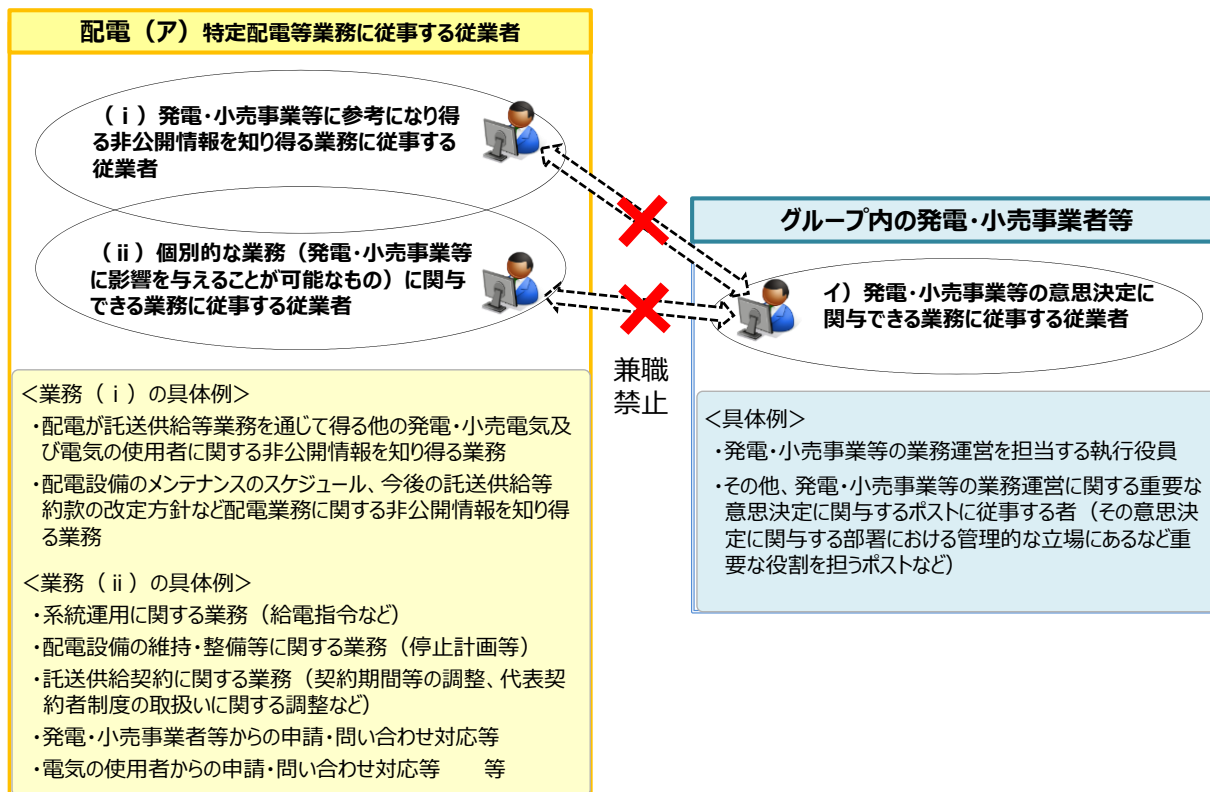 配電（ア）特定配電等業務に従事する従業者
（ⅰ）発電・小売事業等に参考になり得
る非公開情報を知り得る業務に従事する
従業者
（ⅱ）個別的な業務（発電・小売事業等
に影響を与えることが可能なもの）に関与
できる業務に従事する従業者
＜業務（ⅰ）の具体例＞
・配電が託送供給等業務を通じて得る他の発電・小売電気及
び電気の使用者に関する非公開情報を知り得る業務
・配電設備のメンテナンスのスケジュール、今後の託送供給等
約款の改定方針など配電業務に関する非公開情報を知り得
る業務
＜業務（ⅱ）の具体例＞
・系統運用に関する業務（給電指令など）
・配電設備の維持・整備等に関する業務（停止計画等）
・託送供給契約に関する業務（契約期間等の調整、代表契
約者制度の取扱いに関する調整など）
・発電・小売事業者等からの申請・問い合わせ対応等
・電気の使用者からの申請・問い合わせ対応等　　等
兼職
禁止
グループ内の発電・小売事業者等
イ）発電・小売事業等の意思決定に
関与できる業務に従事する従業者
＜具体例＞
・発電・小売事業等の業務運営を担当する執行役員
・その他、発電・小売事業等の業務運営に関する重要な
意思決定に関与するポストに従事する者（その意思決
定に関与する部署における管理的な立場にあるなど重
要な役割を担うポストなど）